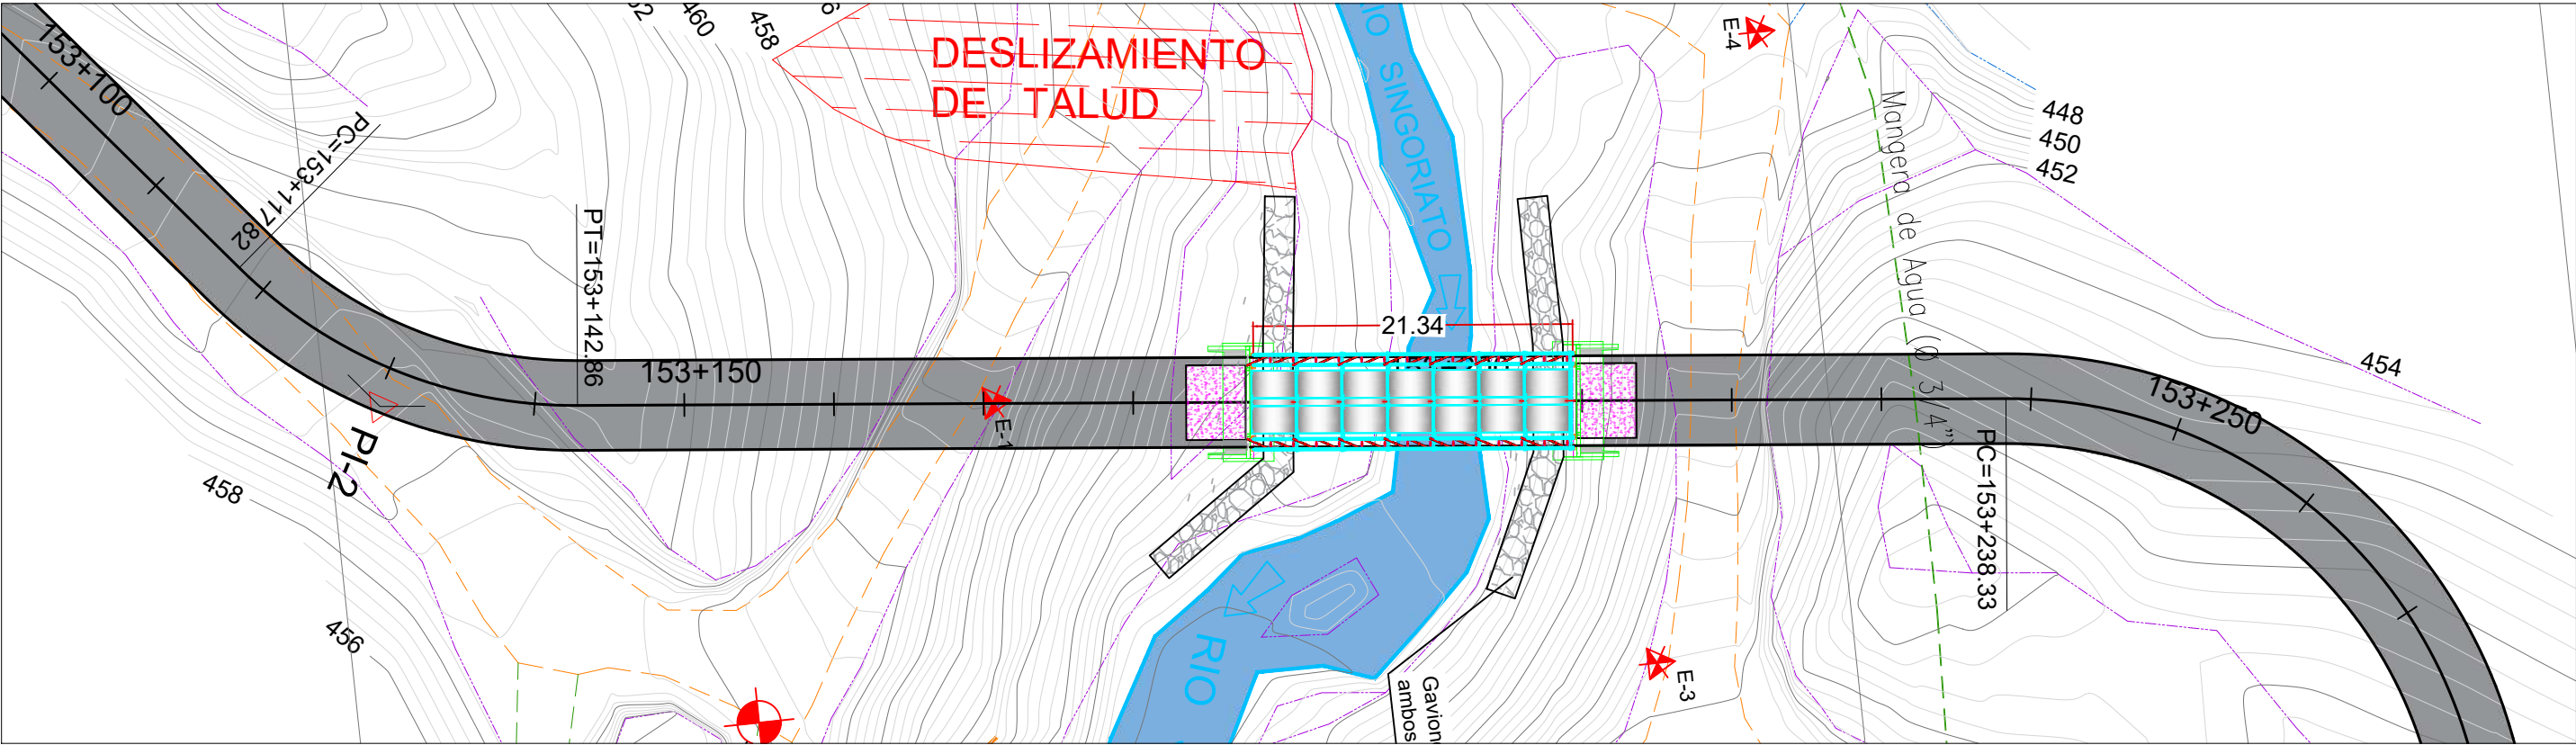 153+100
PC=153+117.82
PT=153+142.86
460
458
DESLIZAMIENTO
DE TALUD
RIO SINGORIATO
E-4
448
450
452
Manguera de Agua (Ø 3/4")
21.34
153+150
E-1
PI-2
458
456
454
153+250
PC=153+238.33
E-3
RIO
ambos